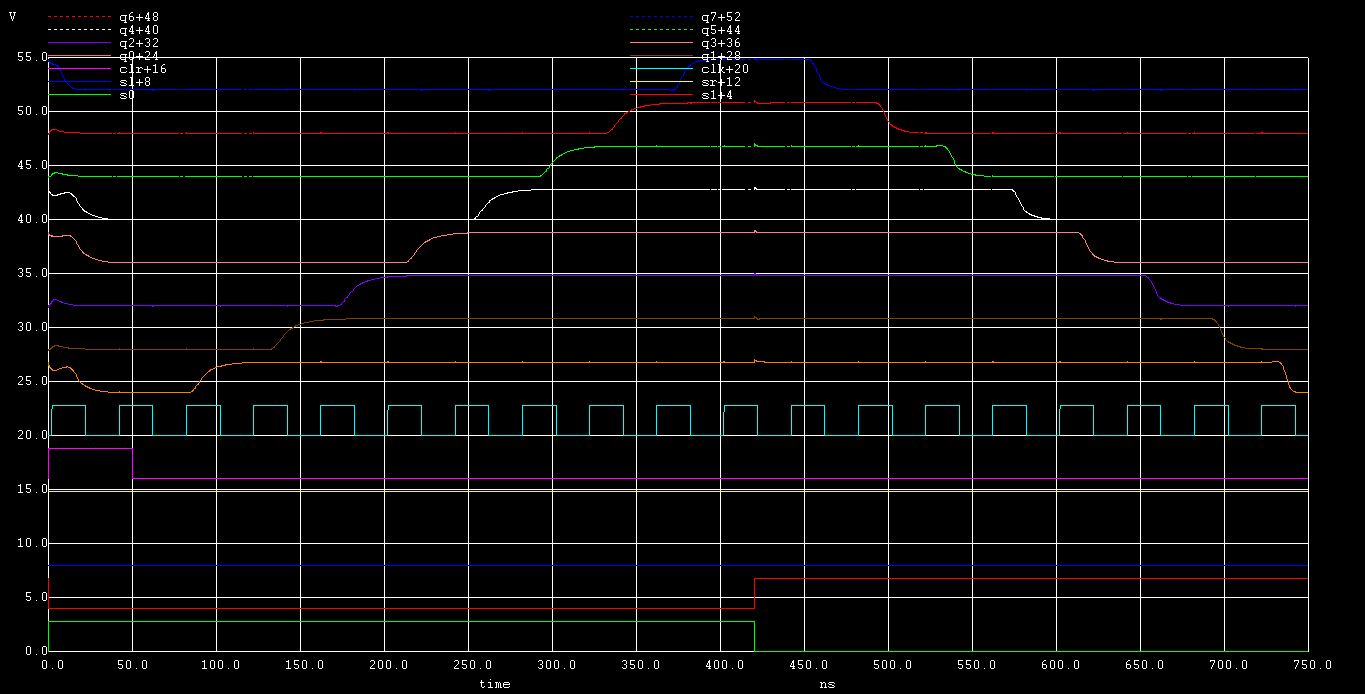 V
q6+48 q7+52
q4+40 q5+44
q2+32 q3+36
q0+24 q1+28
clr+16 clk+20
sl+8 sr+12
s0 s1+4
55.0
50.0
45.0
40.0
35.0
30.0
25.0
20.0
15.0
10.0
5.0
0.0
0.0 50.0 100.0 150.0 200.0 250.0 300.0 350.0 400.0 450.0 500.0 550.0 600.0 650.0 700.0 750.0
time ns